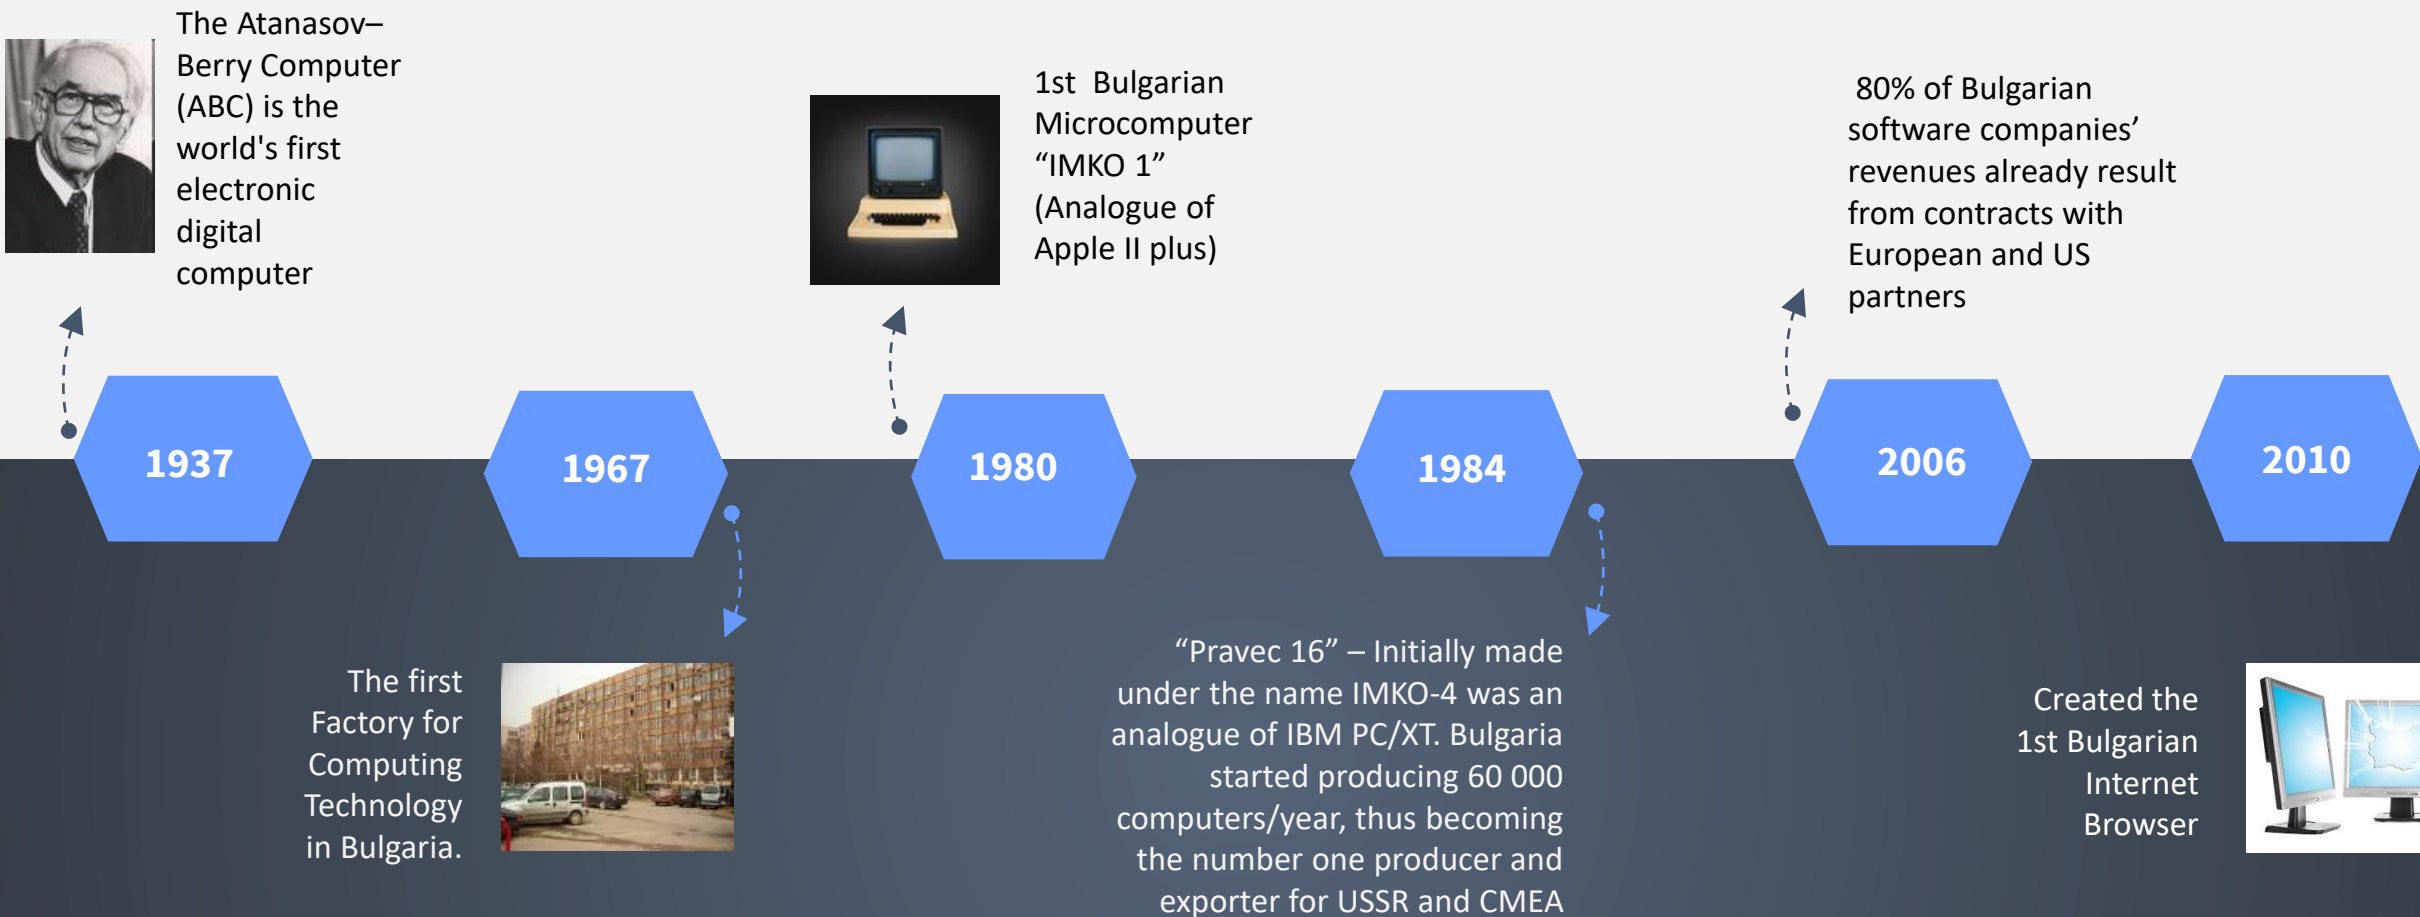 The Atanasov–
Berry Computer
(ABC) is the
world's first
electronic
digital
computer
1st  Bulgarian
Microcomputer
“IMKO 1”
(Analogue of
Apple II plus)
80% of Bulgarian
software companies’
revenues already result
from contracts with
European and US
partners
1937
1967
1980
1984
2006
2010
The first
Factory for
Computing
Technology
in Bulgaria.
“Pravec 16” – Initially made
under the name IMKO-4 was an
analogue of IBM PC/XT. Bulgaria
started producing 60 000
computers/year, thus becoming
the number one producer and
exporter for USSR and CMEA
Created the
1st Bulgarian
Internet
Browser